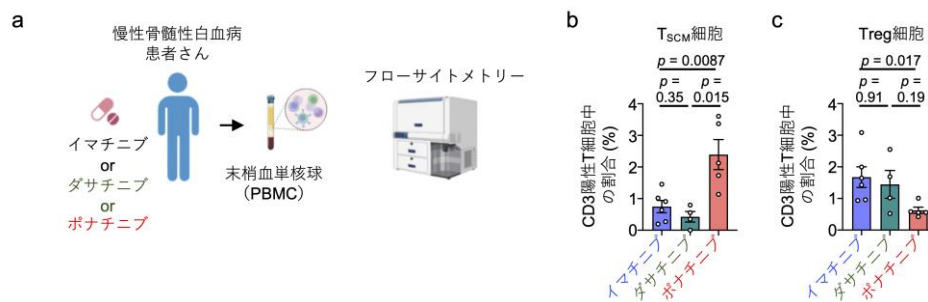 a
慢性骨髄性白血病
患者さん
イマチニブ
or
ダサチニブ
or
ポナチニブ
末梢血単核球
（PBMC）
フローサイトメトリー
b
TSCM細胞
p = 0.0087
p =
0.35
p =
0.015
CD3陽性T細胞中
の割合 (%)
4
3
2
1
0
イマチニブ
ダサチニブ
ポナチニブ
c
Treg細胞
p = 0.017
p =
0.91
p =
0.19
CD3陽性T細胞中
の割合 (%)
4
3
2
1
0
イマチニブ
ダサチニブ
ポナチニブ